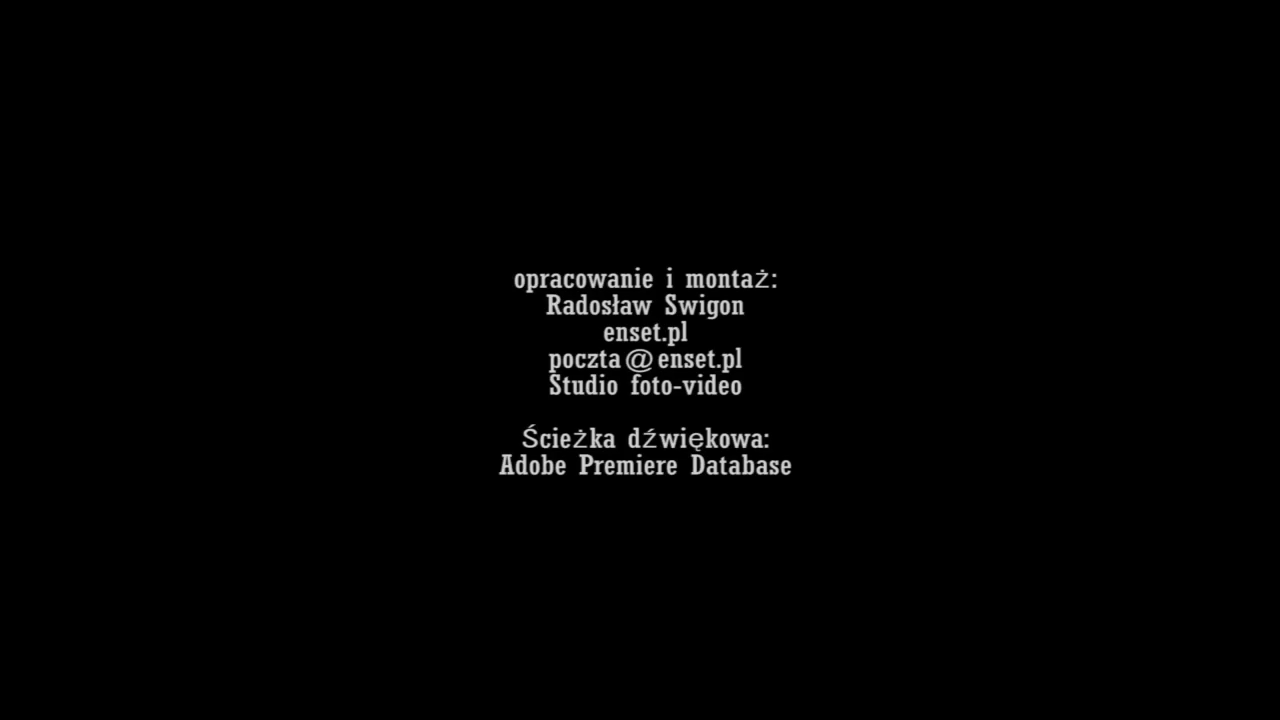 opracowanie i montaż:
Radosław Swigon
enset.pl
poczta@enset.pl
Studio foto-video
Ścieżka dźwiękowa:
Adobe Premiere Database